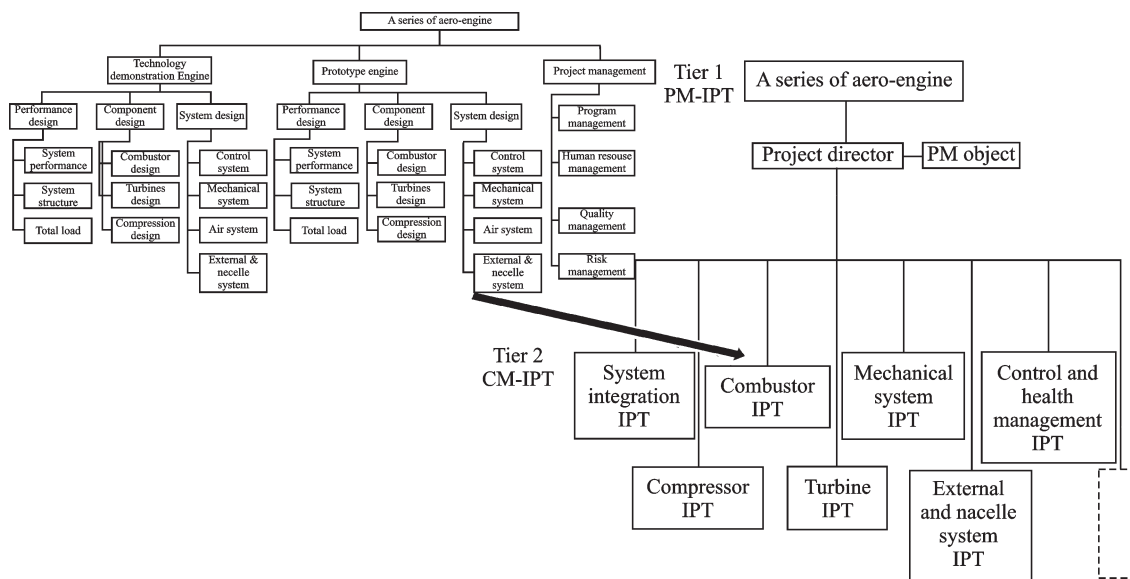 A series of aero-engine
Technology
demonstration Engine
Prototype engine
Project management
Performance
design
Component
design
System design
Performance
design
Component
design
System design
System
performance
System
structure
Total load
Combustor
design
Turbines
design
Compression
design
Control
system
Mechanical
system
Air system
External &
necelle
system
System
performance
System
structure
Total load
Combustor
design
Turbines
design
Compression
design
Control
system
Mechanical
system
Air system
External &
necelle
system
Program
management
Human resouse
management
Quality
management
Risk
management
Tier 1
PM-IPT
A series of aero-engine
Project director
PM object
Tier 2
CM-IPT
System
integration
IPT
Combustor
IPT
Mechanical
system
IPT
Control and
health
management
IPT
Compressor
IPT
Turbine
IPT
External
and nacelle
system
IPT